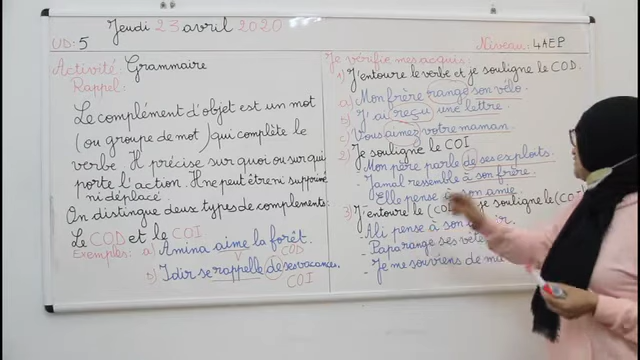 Jeudi 23 avril 2020
UD: 5
Niveau: 4AEP
Activité: Grammaire
Rappel:
Le complément d'objet est un mot
(ou groupe de mot) qui complète le
verbe. Il précise sur quoi ou sur qui
porte l'action. Il ne peut être ni supprimé
ni déplacé.
On distingue deux types de compléments:
Le COD et le COI
Exemples: a) Amina aime la forêt.
V COD
b) Idir se rappelle de ses vacances.
COI
Je vérifie mes acquis:
1) J'entoure le verbe et je souligne le COD.
a) Mon frère range son vélo.
b) J'ai reçu une lettre.
c) Vous aimez votre maman.
2) Je souligne le COI
Mon père parle de ses exploits.
- Jamal ressemble à son frère.
- Elle pense à son amie.
3) J'entoure le (COD) je souligne le (CO
- Ali pense à son
- Papa range ses
- Je me souviens de